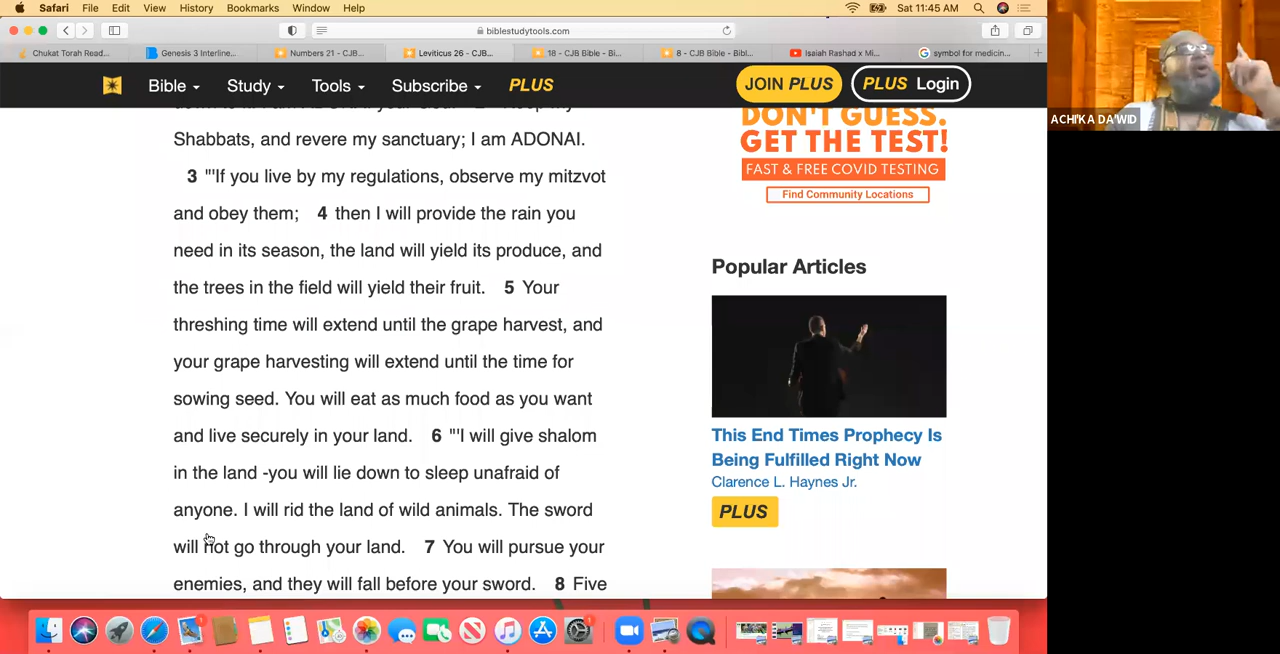 Safari File Edit View History Bookmarks Window Help
Sat 11:45 AM
biblestudytools.com
Chukat Torah Read...
Genesis 3 Interline...
Numbers 21 - CJB...
Leviticus 26 - CJB...
18 - CJB Bible - Bi...
8 - CJB Bible - Bibl...
Isaiah Rashad x Mi...
symbol for medicin...
Bible Study Tools Subscribe PLUS
JOIN PLUS
PLUS Login
Shabbats, and revere my sanctuary; I am ADONAI.
3 "'If you live by my regulations, observe my mitzvot
and obey them; 4 then I will provide the rain you
need in its season, the land will yield its produce, and
the trees in the field will yield their fruit. 5 Your
threshing time will extend until the grape harvest, and
your grape harvesting will extend until the time for
sowing seed. You will eat as much food as you want
and live securely in your land. 6 "'I will give shalom
in the land -you will lie down to sleep unafraid of
anyone. I will rid the land of wild animals. The sword
will not go through your land. 7 You will pursue your
enemies, and they will fall before your sword. 8 Five
DON'T GUESS.
GET THE TEST!
FAST & FREE COVID TESTING
Find Community Locations
Popular Articles
This End Times Prophecy Is
Being Fulfilled Right Now
Clarence L. Haynes Jr.
PLUS
ACHI'KA DA'WID